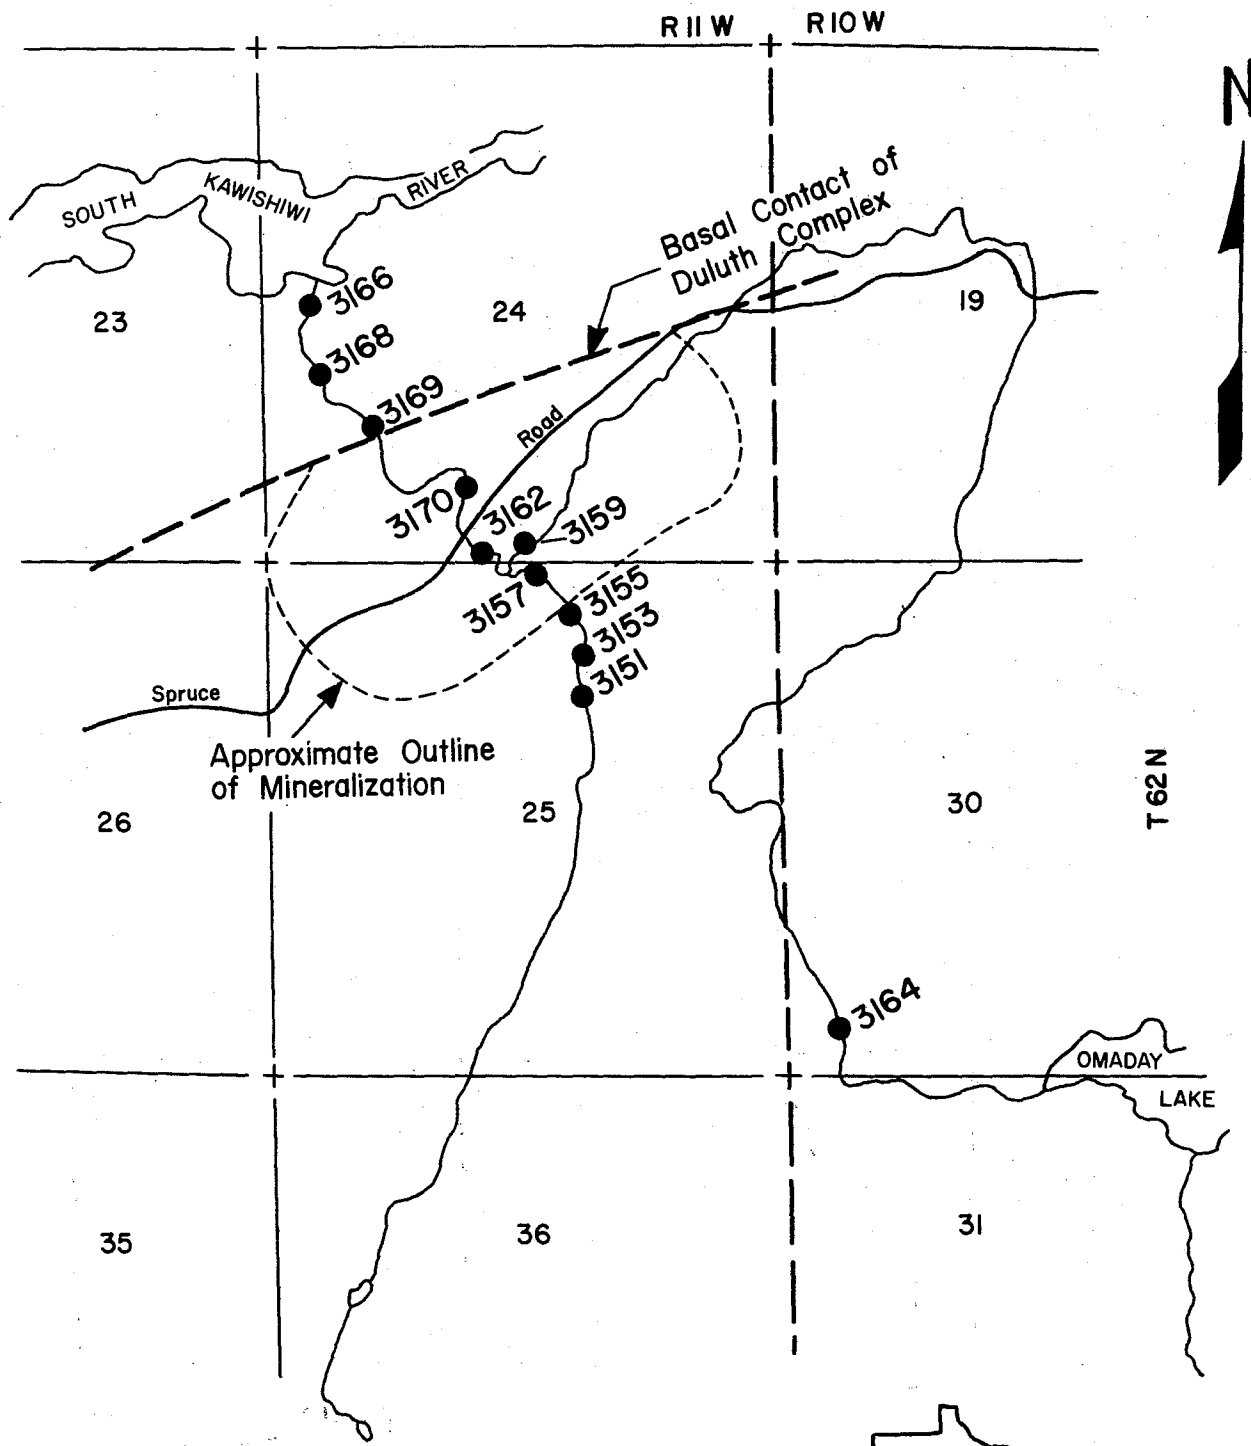 R11W R10W
N
SOUTH KAWISHIWI RIVER
Basal Contact of
Duluth Complex
3166
23
24
19
3168
3169
Road
3170
3162
3159
3157
3155
3153
3151
Spruce
Approximate Outline
of Mineralization
26
25
30
T62N
3164
OMADAY
LAKE
35
36
31